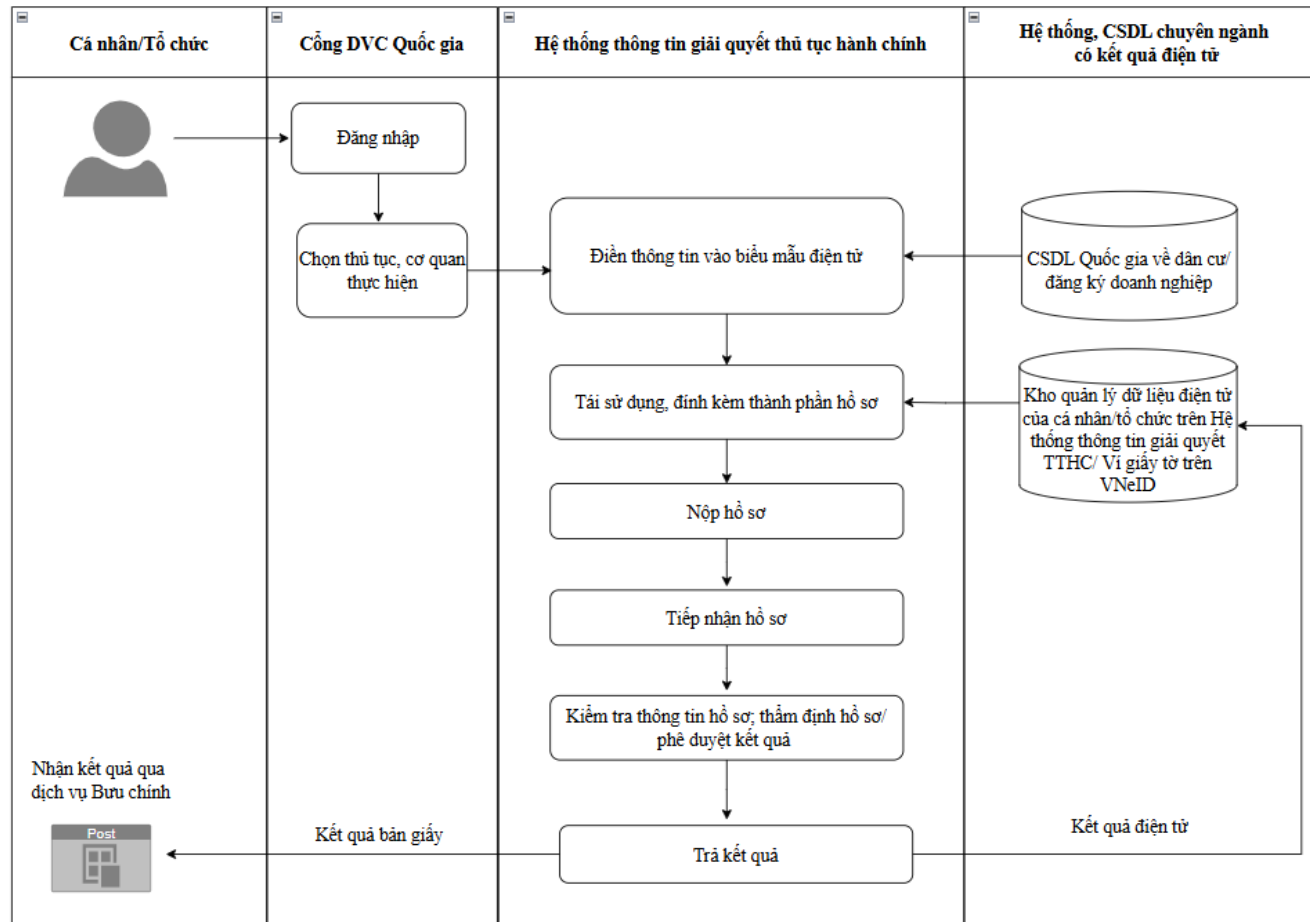 Cá nhân/Tổ chức
Cổng DVC Quốc gia
Hệ thống thông tin giải quyết thủ tục hành chính
Hệ thống, CSDL chuyên ngành
có kết quả điện tử
Đăng nhập
Chọn thủ tục, cơ quan
thực hiện
Điền thông tin vào biểu mẫu điện tử
CSDL Quốc gia về dân cư/
đăng ký doanh nghiệp
Tái sử dụng, đính kèm thành phần hồ sơ
Kho quản lý dữ liệu điện tử
của cá nhân/tổ chức trên Hệ
thống thông tin giải quyết
TTHC/ Ví giấy tờ trên
VNeID
Nộp hồ sơ
Tiếp nhận hồ sơ
Kiểm tra thông tin hồ sơ; thẩm định hồ sơ/
phê duyệt kết quả
Nhận kết quả qua
dịch vụ Bưu chính
Post
Kết quả bản giấy
Trả kết quả
Kết quả điện tử